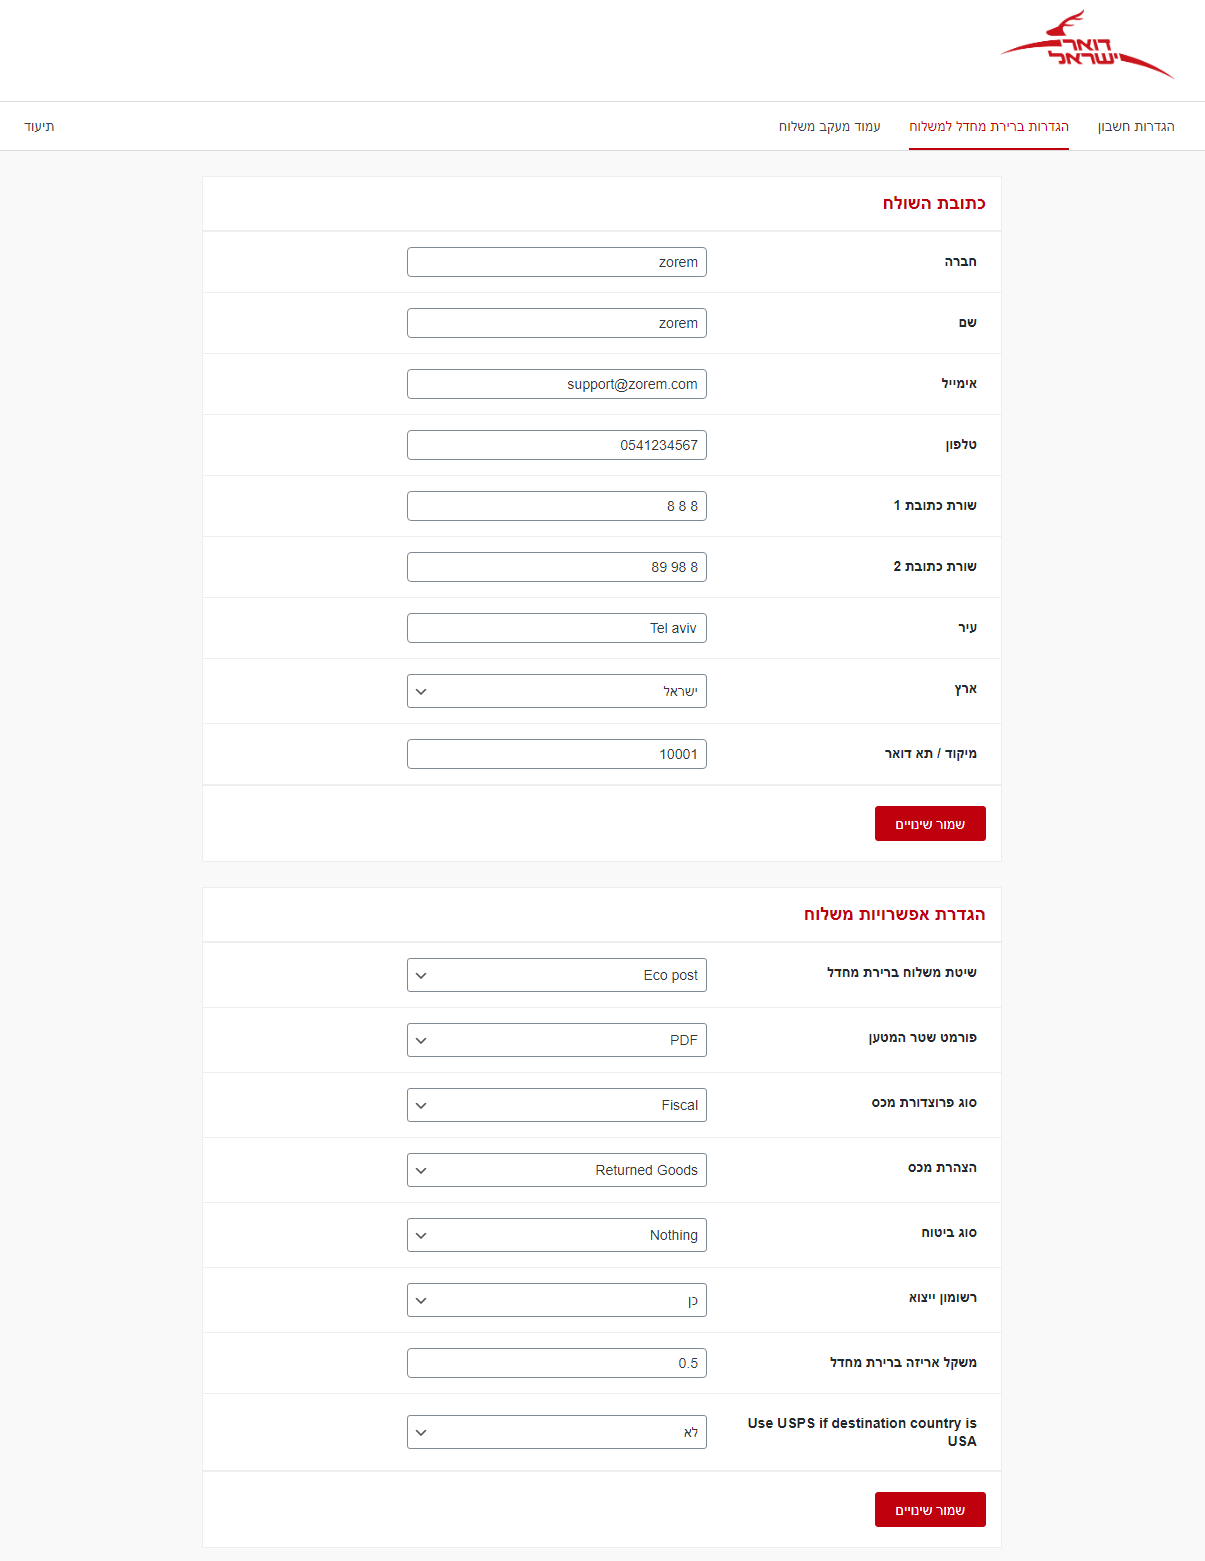 דואר
ישראל
הגדרות חשבון
הגדרות ברירת מחדל למשלוח
עמוד מעקב משלוח
תיעוד
כתובת השולח
חברה
zorem
שם
zorem
אימייל
support@zorem.com
טלפון
0541234567
שורת כתובת 1
8 8 8
שורת כתובת 2
89 98 8
עיר
Tel aviv
ארץ
ישראל
מיקוד / תא דואר
10001
שמור שינויים
הגדרת אפשרויות משלוח
שיטת משלוח ברירת מחדל
Eco post
פורמט שטר המטען
PDF
סוג פרוצדורת מכס
Fiscal
הצהרת מכס
Returned Goods
סוג ביטוח
Nothing
רשומון ייצוא
כן
משקל אריזה ברירת מחדל
0.5
Use USPS if destination country is
USA
לא
שמור שינויים